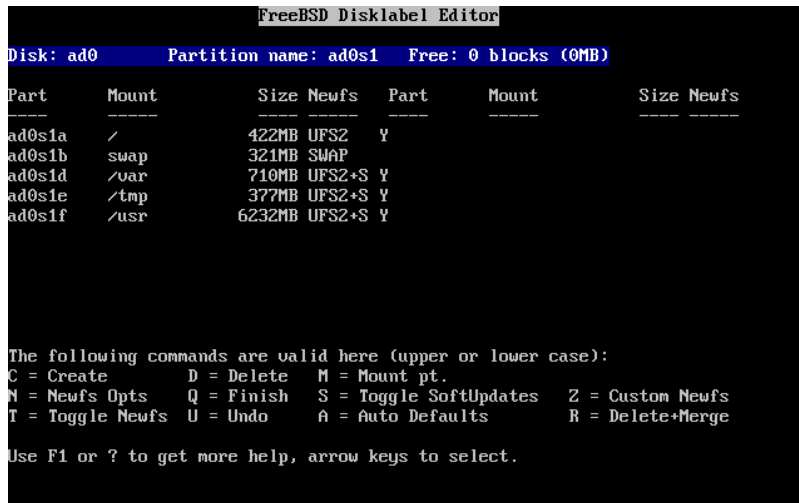 FreeBSD Disklabel Editor
Disk: ad0 Partition name: ad0s1 Free: 0 blocks (0MB)
Part Mount Size Newfs Part Mount Size Newfs
---- ----- ---- ----- ---- ----- ---- -----
ad0s1a / 422MB UFS2 Y
ad0s1b swap 321MB SWAP
ad0s1d /var 710MB UFS2+S Y
ad0s1e /tmp 377MB UFS2+S Y
ad0s1f /usr 6232MB UFS2+S Y
The following commands are valid here (upper or lower case):
C = Create D = Delete M = Mount pt.
N = Newfs Opts Q = Finish S = Toggle SoftUpdates Z = Custom Newfs
T = Toggle Newfs U = Undo A = Auto Defaults R = Delete+Merge
Use F1 or ? to get more help, arrow keys to select.